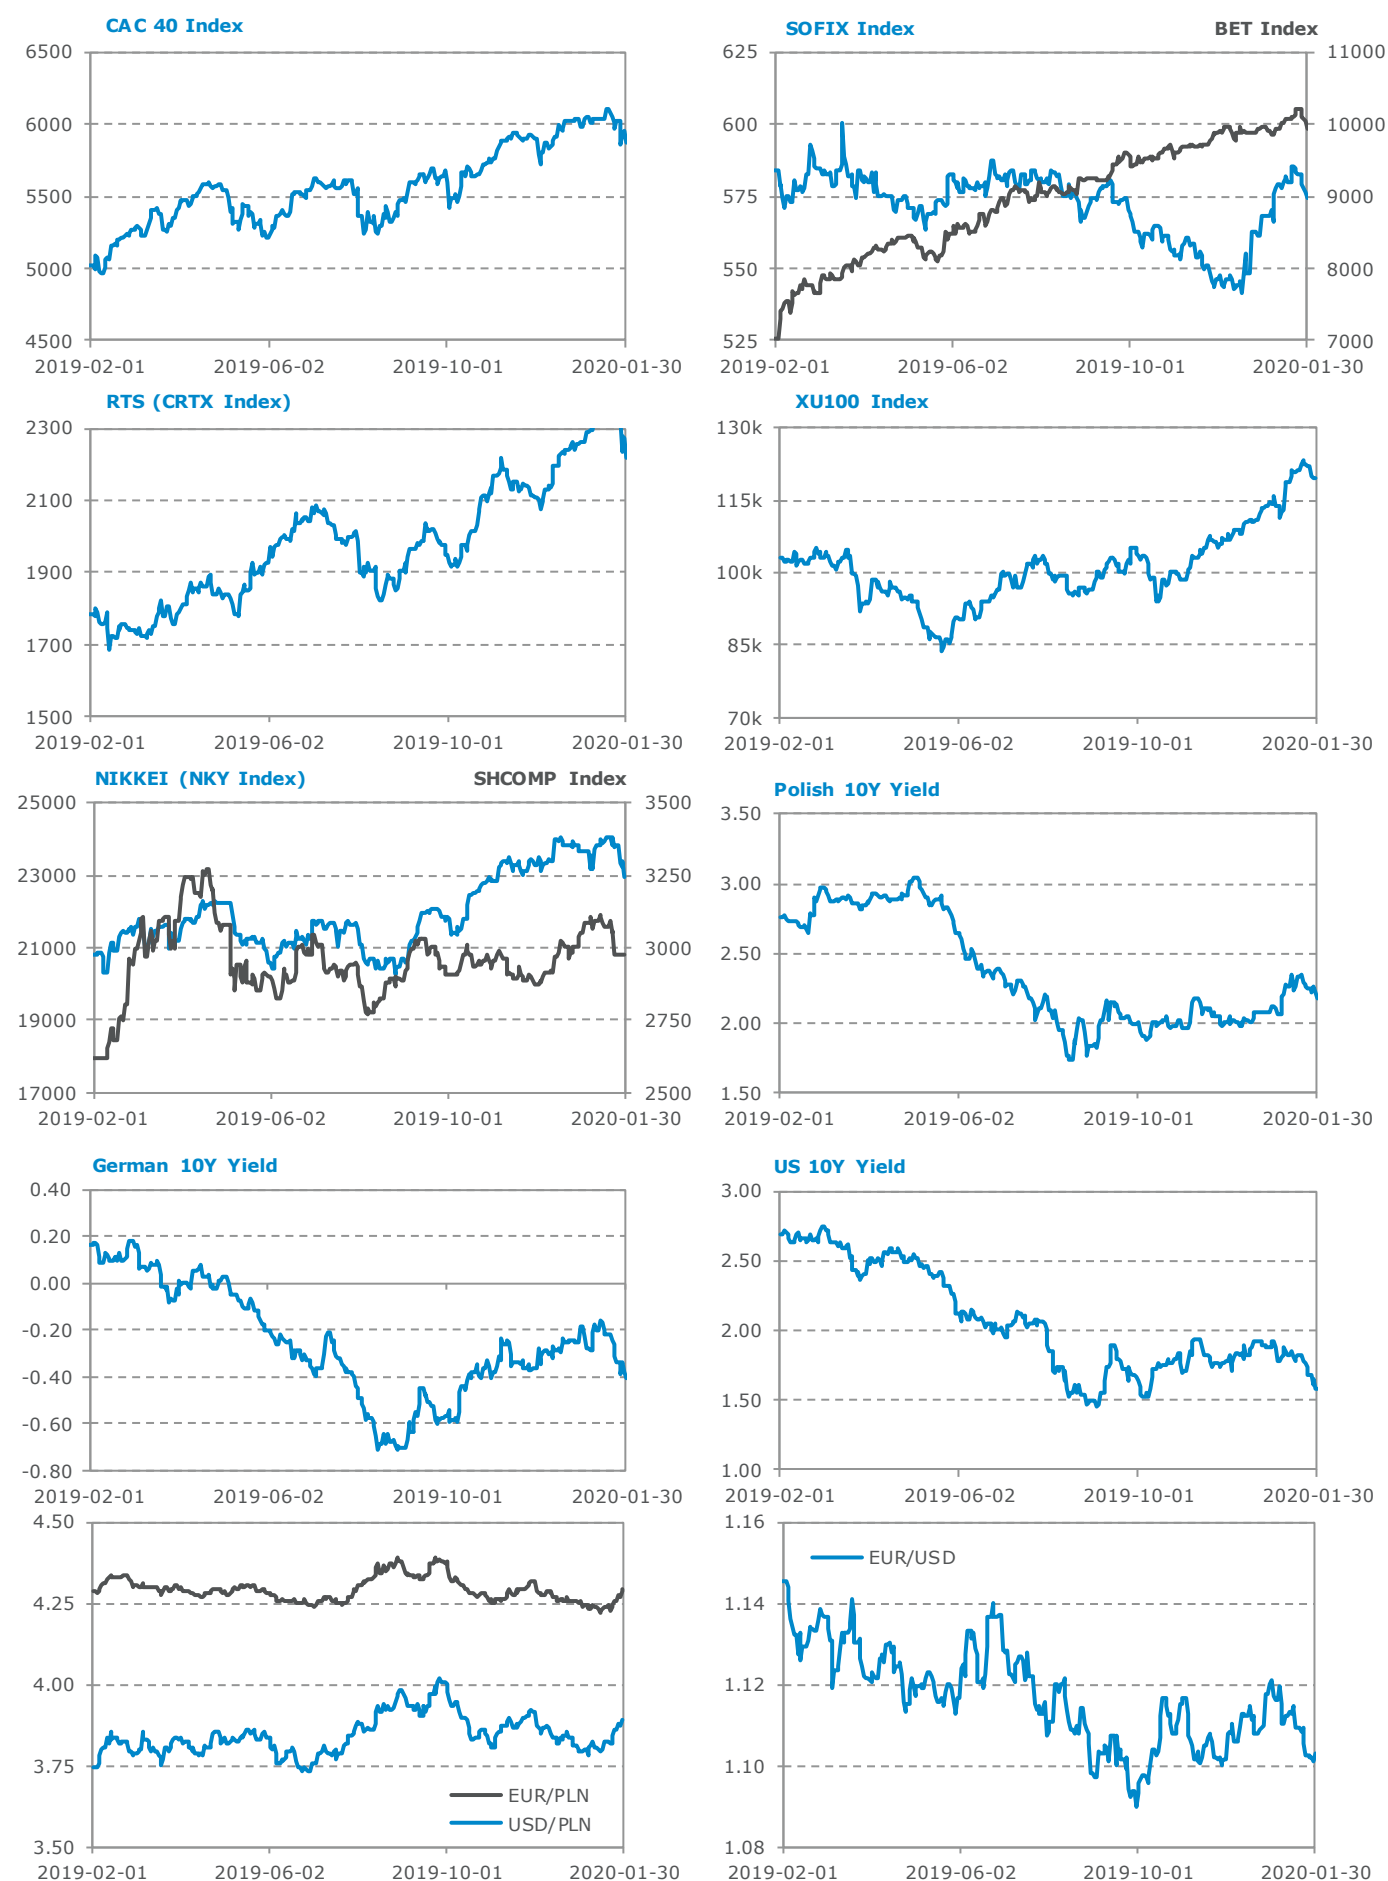 CAC 40 Index
6500
6000
5500
5000
4500
2019-02-01 2019-06-02 2019-10-01 2020-01-30
SOFIX Index BET Index
625 11000
600 10000
575 9000
550 8000
525 7000
2019-02-01 2019-06-02 2019-10-01 2020-01-30
RTS (CRTX Index)
2300
2100
1900
1700
1500
2019-02-01 2019-06-02 2019-10-01 2020-01-30
XU100 Index
130k
115k
100k
85k
70k
2019-02-01 2019-06-02 2019-10-01 2020-01-30
NIKKEI (NKY Index) SHCOMP Index
25000 3500
23000 3250
21000 3000
19000 2750
17000 2500
2019-02-01 2019-06-02 2019-10-01 2020-01-30
Polish 10Y Yield
3.50
3.00
2.50
2.00
1.50
2019-02-01 2019-06-02 2019-10-01 2020-01-30
German 10Y Yield
0.40
0.20
0.00
-0.20
-0.40
-0.60
-0.80
2019-02-01 2019-06-02 2019-10-01 2020-01-30
US 10Y Yield
3.00
2.50
2.00
1.50
1.00
2019-02-01 2019-06-02 2019-10-01 2020-01-30
4.50
4.25
4.00
3.75
3.50
EUR/PLN
USD/PLN
2019-02-01 2019-06-02 2019-10-01 2020-01-30
1.16
EUR/USD
1.14
1.12
1.10
1.08
2019-02-01 2019-06-02 2019-10-01 2020-01-30